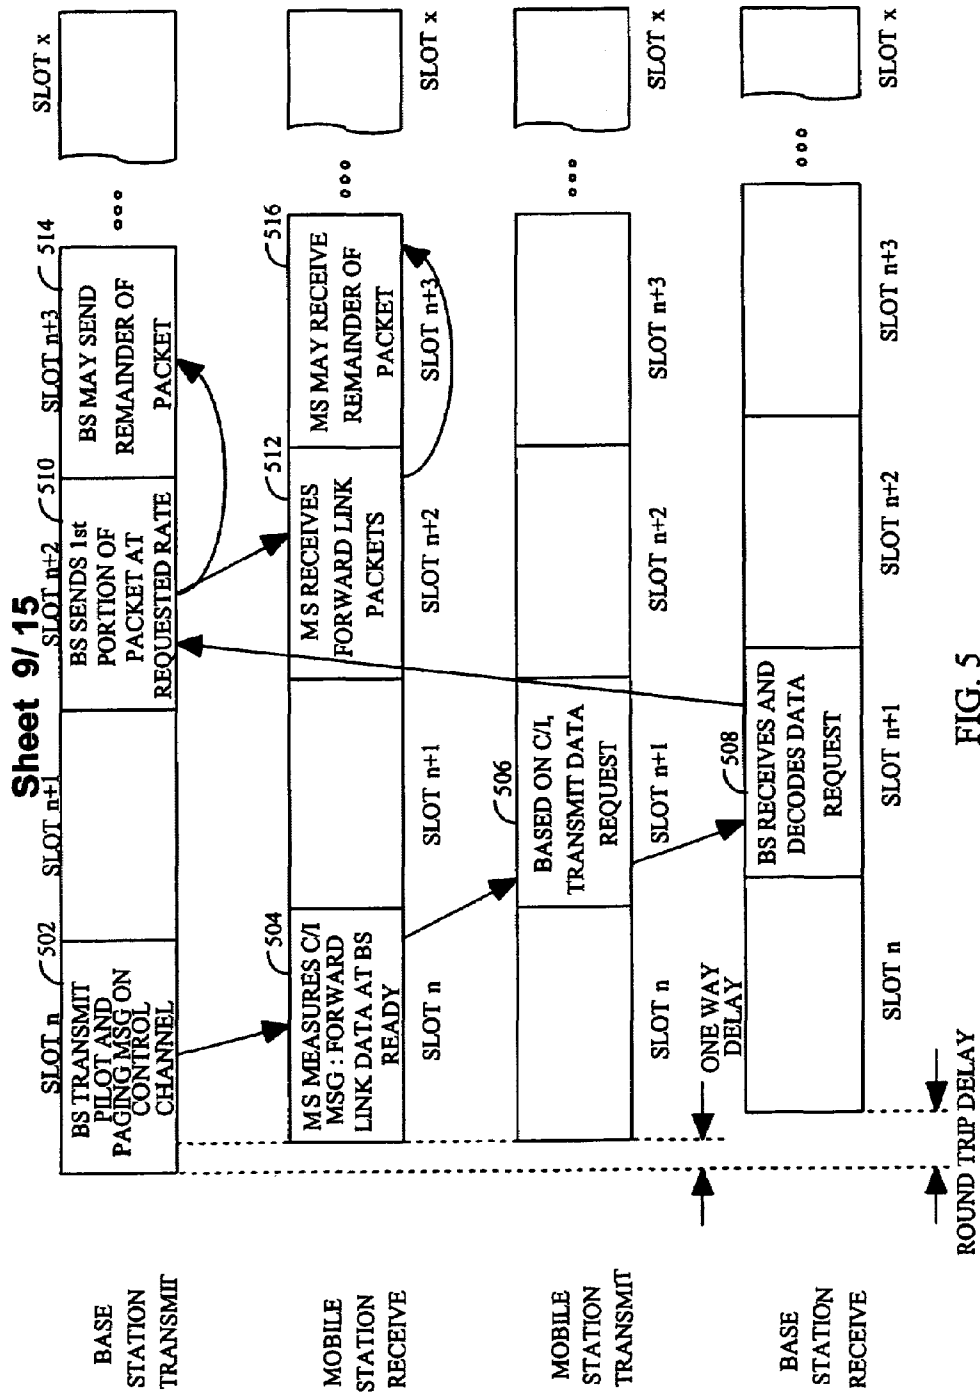 Sheet 9/15
BASE
STATION
TRANSMIT
SLOT n
SLOT n+1
SLOT n+2
SLOT n+3
SLOT x
502
510
514
BS TRANSMIT
PILOT AND
PAGING MSG ON
CONTROL
CHANNEL
BS SENDS 1st
PORTION OF
PACKET AT
REQUESTED RATE
BS MAY SEND
REMAINDER OF
PACKET
MOBILE
STATION
RECEIVE
504
512
516
MS MEASURES C/I
MSG : FORWARD
LINK DATA AT BS
READY
MS RECEIVES
FORWARD LINK
PACKETS
MS MAY RECEIVE
REMAINDER OF
PACKET
SLOT n
SLOT n+1
SLOT n+2
SLOT n+3
SLOT x
MOBILE
STATION
TRANSMIT
506
BASED ON C/I,
TRANSMIT DATA
REQUEST
SLOT n
SLOT n+1
SLOT n+2
SLOT n+3
SLOT x
ONE WAY
DELAY
BASE
STATION
RECEIVE
508
BS RECEIVES AND
DECODES DATA
REQUEST
SLOT n
SLOT n+1
SLOT n+2
SLOT n+3
SLOT x
ROUND TRIP DELAY
FIG. 5